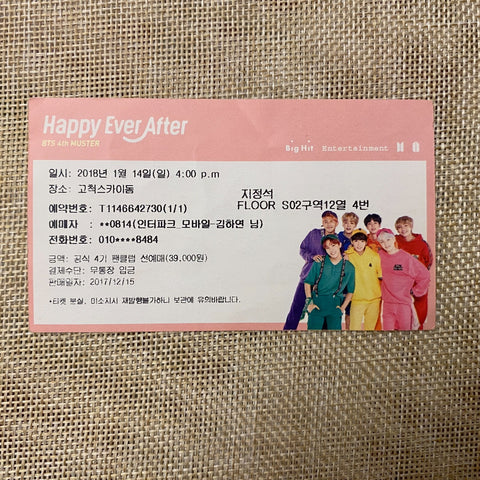 Happy Ever After
BTS 4th MUSTER
BigHit Entertainment
일시: 2018년 1월 14일(일) 4:00 p.m
장소: 고척스카이돔
지정석
예약번호: T1146642730(1/1)
FLOOR S02구역12열 4번
예매자 : **0814(인터파크 모바일-김하연 님)
전화번호: 010****8484
금액: 공식 4기 팬클럽 선예매(39,000원)
결제수단: 무통장 입금
판매일자: 2017/12/15
*티켓 분실, 미소지시 재발행불가하니 보관에 유의바랍니다.